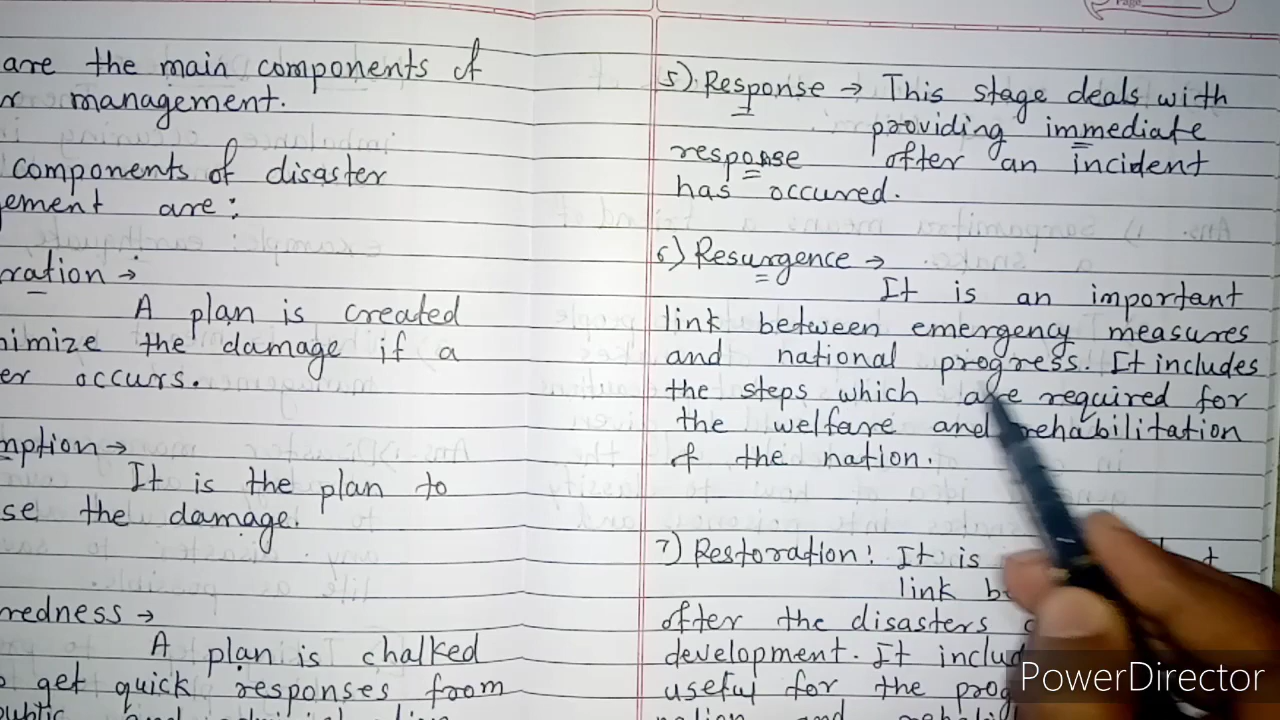 are the main components of
management.
components of disaster
ement are:
ration →
A plan is created
nimize the damage if a
er occurs.
mption →
It is the plan to
se the damage.
redness →
A plan is chalked
get quick responses from
5) Response → This stage deals with
providing immediate
response after an incident
has occured.
6) Resurgence →
It is an important
link between emergency measures
and national progress. It includes
the steps which are required for
the welfare and rehabilitation
of the nation.
7) Restoration: It is
link
after the disasters
development. It
useful for the
PowerDirector